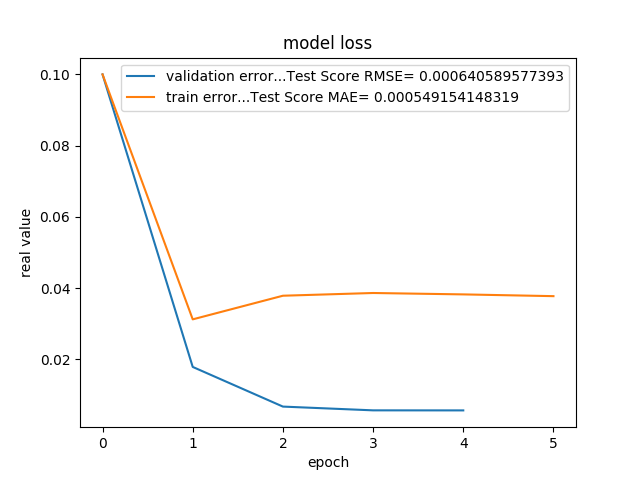 model loss
validation error...Test Score RMSE= 0.000640589577393
train error...Test Score MAE= 0.000549154148319
real value
0.10
0.08
0.06
0.04
0.02
0 1 2 3 4 5
epoch